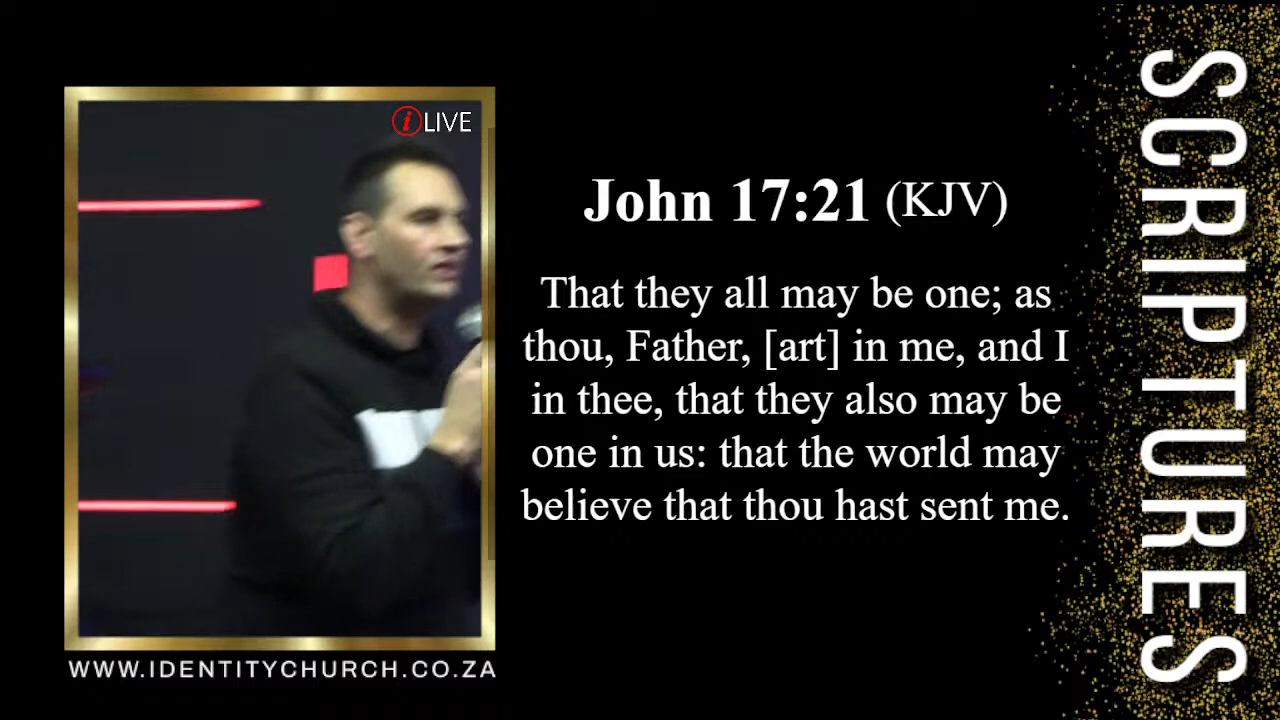 LIVE
John 17:21 (KJV)
That they all may be one; as
thou, Father, [art] in me, and I
in thee, that they also may be
one in us: that the world may
believe that thou hast sent me.
WWW.IDENTITYCHURCH.CO.ZA
SCRIPTURES